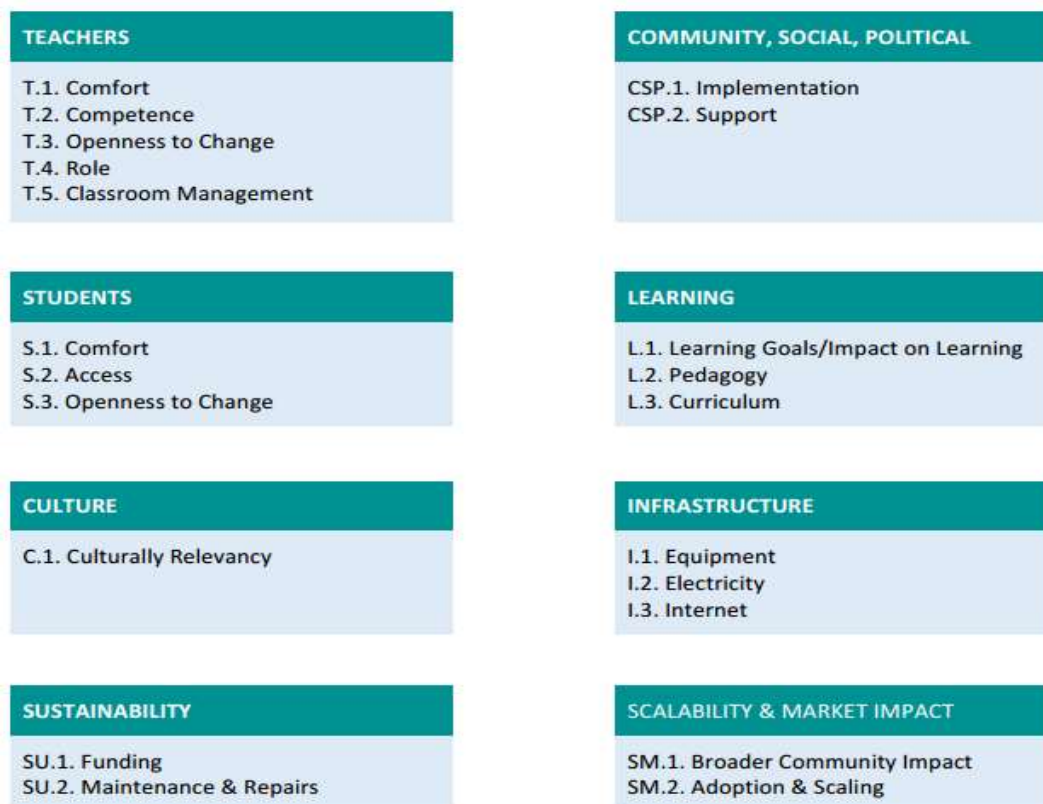 TEACHERS
T.1. Comfort
T.2. Competence
T.3. Openness to Change
T.4. Role
T.5. Classroom Management
COMMUNITY, SOCIAL, POLITICAL
CSP.1. Implementation
CSP.2. Support
STUDENTS
S.1. Comfort
S.2. Access
S.3. Openness to Change
LEARNING
L.1. Learning Goals/Impact on Learning
L.2. Pedagogy
L.3. Curriculum
CULTURE
C.1. Culturally Relevancy
INFRASTRUCTURE
I.1. Equipment
I.2. Electricity
I.3. Internet
SUSTAINABILITY
SU.1. Funding
SU.2. Maintenance & Repairs
SCALABILITY & MARKET IMPACT
SM.1. Broader Community Impact
SM.2. Adoption & Scaling